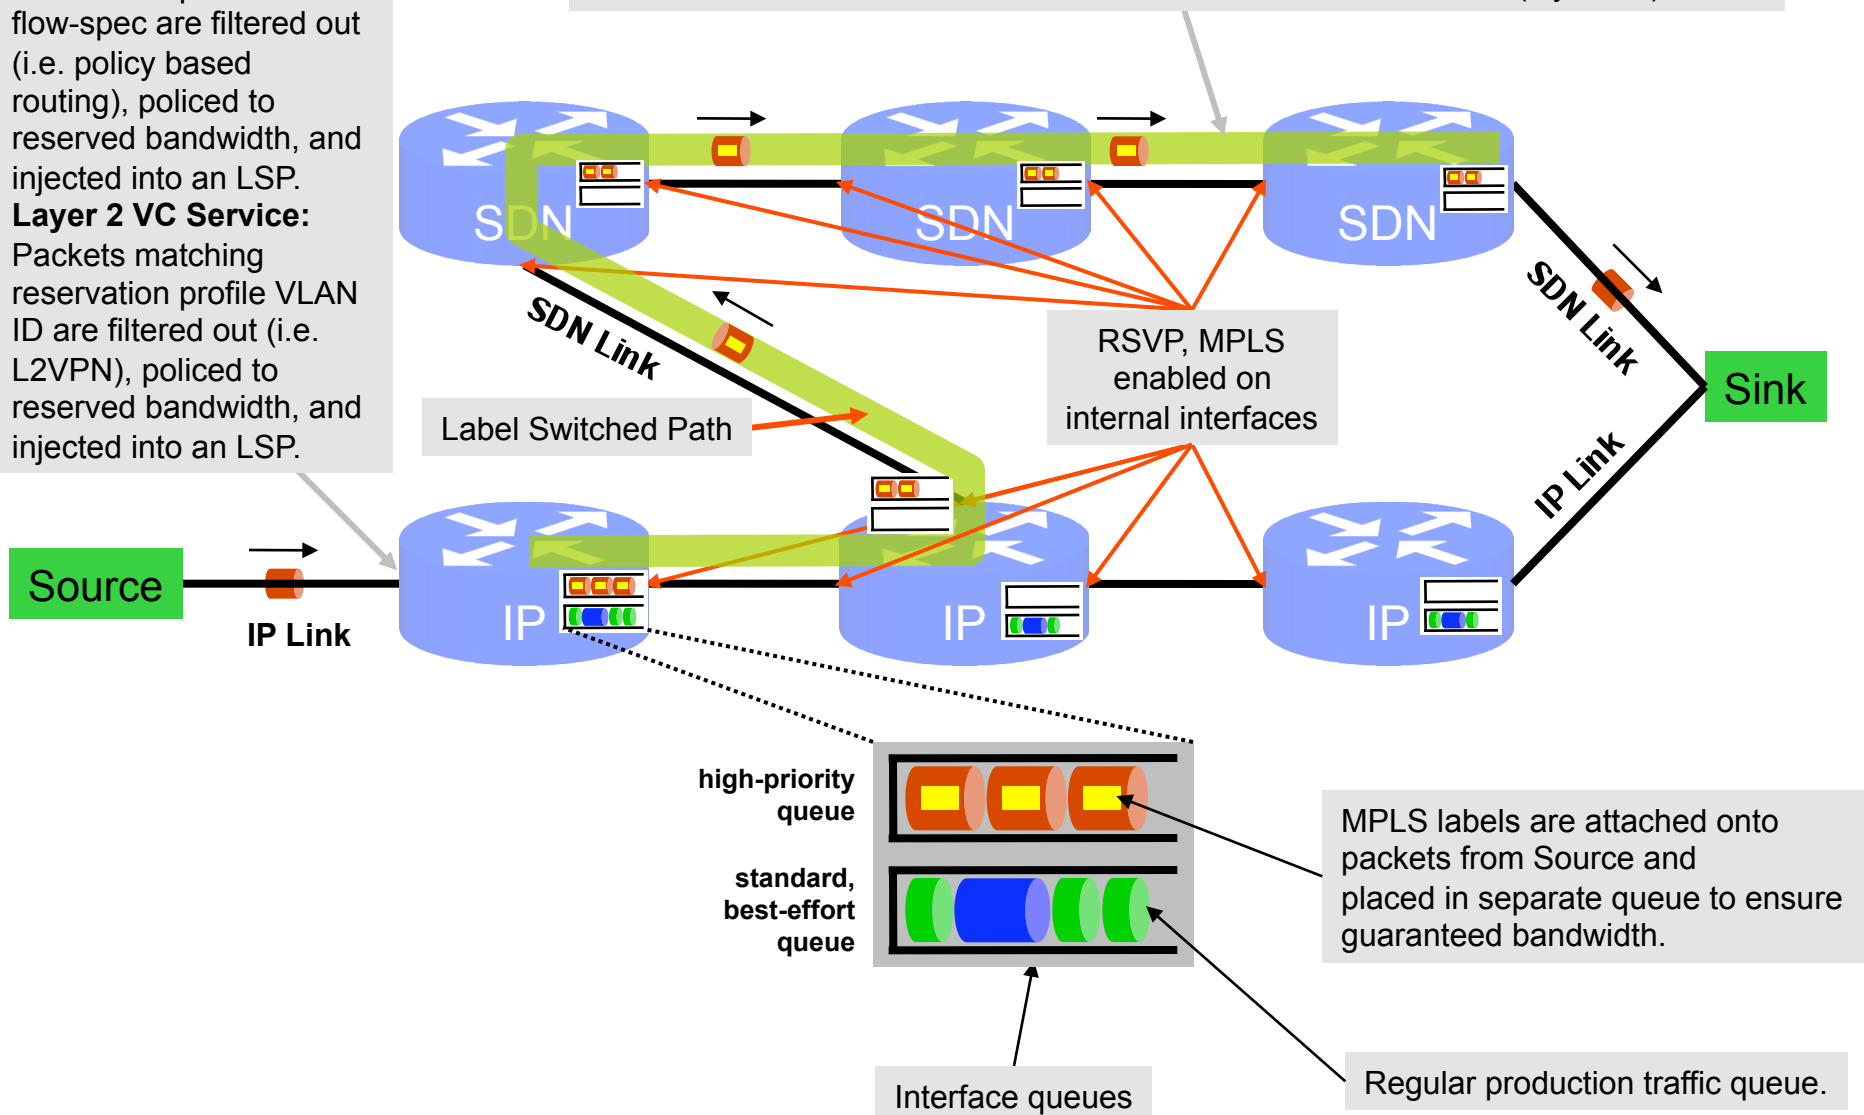 flow-spec are filtered out
(i.e. policy based
routing), policed to
reserved bandwidth, and
injected into an LSP.
Layer 2 VC Service:
Packets matching
reservation profile VLAN
ID are filtered out (i.e.
L2VPN), policed to
reserved bandwidth, and
injected into an LSP.
SDN
SDN
SDN
SDN Link
SDN Link
RSVP, MPLS
enabled on
internal interfaces
Label Switched Path
Sink
IP Link
Source
IP Link
IP
IP
IP
high-priority
queue
standard,
best-effort
queue
MPLS labels are attached onto
packets from Source and
placed in separate queue to ensure
guaranteed bandwidth.
Interface queues
Regular production traffic queue.